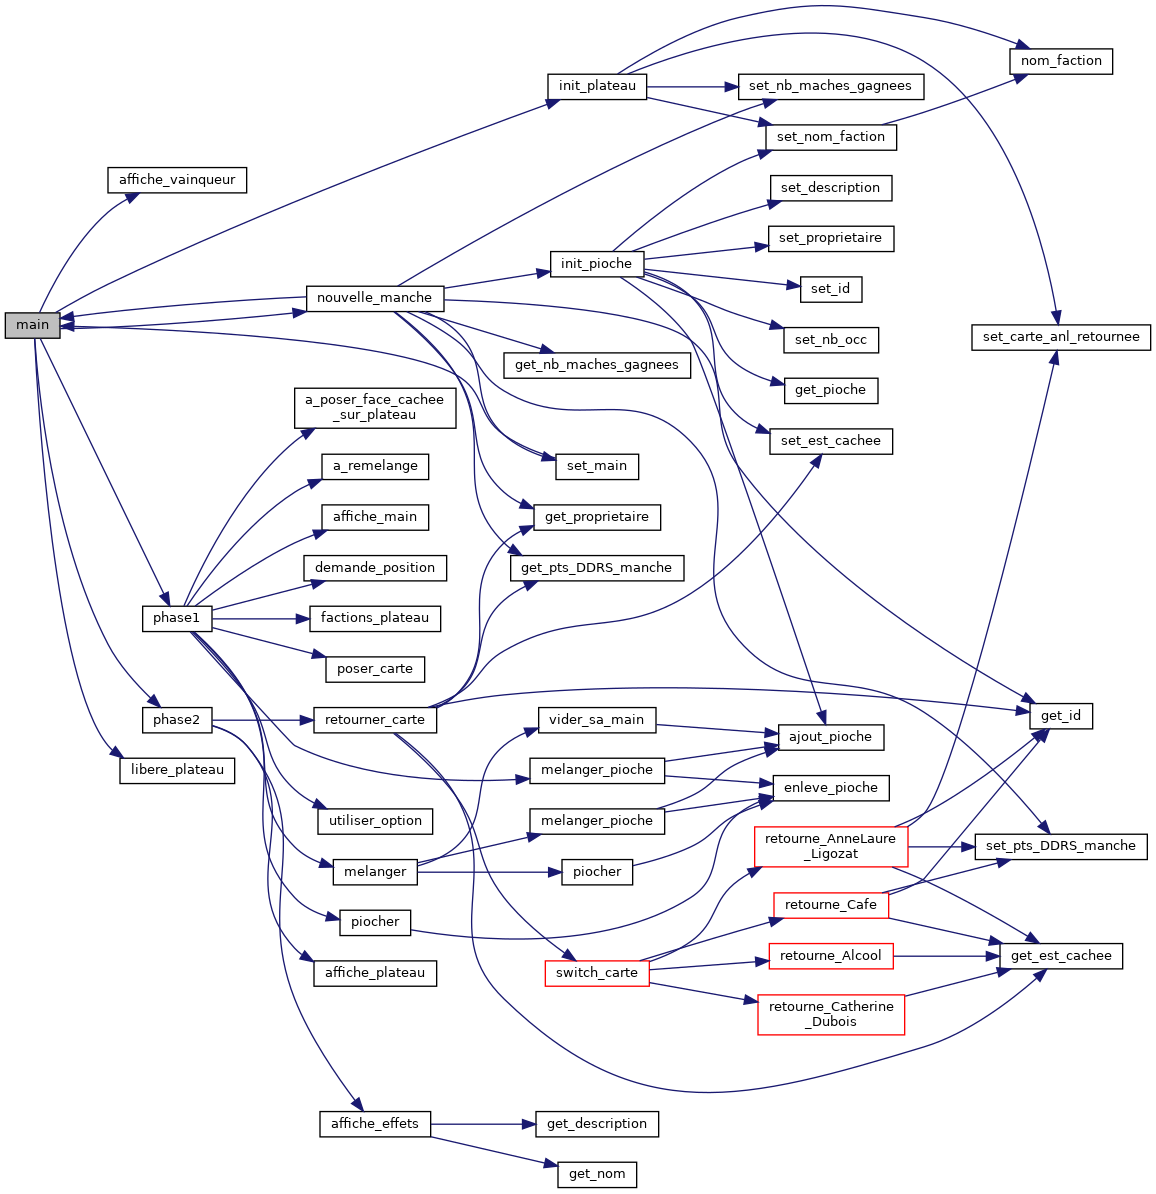 main
affiche_vainqueur
nouvelle_manche
a_poser_face_cachee
_sur_plateau
a_remelange
affiche_main
demande_position
factions_plateau
poser_carte
phase1
phase2
libere_plateau
retourner_carte
utiliser_option
melanger
piocher
affiche_plateau
affiche_effets
init_plateau
init_pioche
get_nb_maches_gagnees
set_main
get_proprietaire
get_pts_DDRS_manche
vider_sa_main
melanger_pioche
melanger_pioche
piocher
switch_carte
get_description
get_nom
set_nb_maches_gagnees
set_nom_faction
set_description
set_proprietaire
set_id
set_nb_occ
get_pioche
set_est_cachee
ajout_pioche
enleve_pioche
retourne_AnneLaure
_Ligozat
retourne_Cafe
retourne_Alcool
retourne_Catherine
_Dubois
nom_faction
set_carte_anl_retournee
get_id
set_pts_DDRS_manche
get_est_cachee